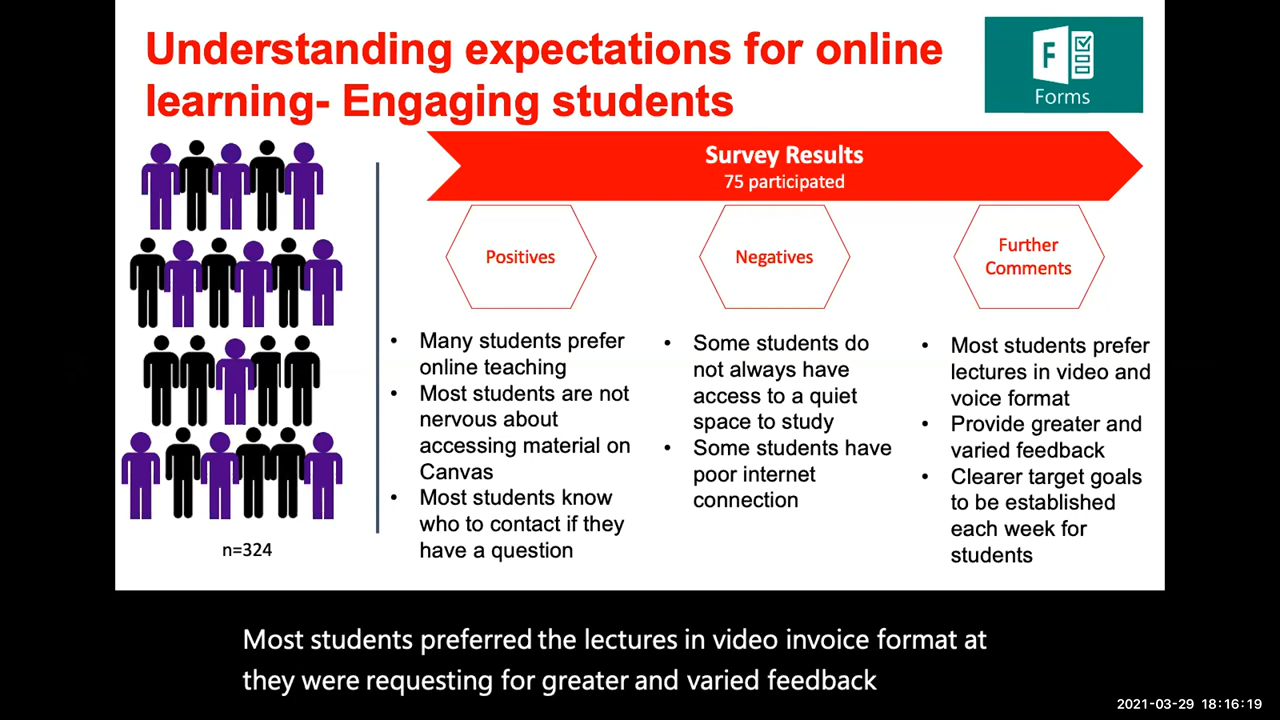 Understanding expectations for online
learning- Engaging students
F
Forms
Survey Results
75 participated
Positives
Negatives
Further
Comments
• Many students prefer
online teaching
• Most students are not
nervous about
accessing material on
Canvas
• Most students know
who to contact if they
have a question
• Some students do
not always have
access to a quiet
space to study
• Some students have
poor internet
connection
• Most students prefer
lectures in video and
voice format
• Provide greater and
varied feedback
• Clearer target goals
to be established
each week for
students
n=324
Most students preferred the lectures in video invoice format at
they were requesting for greater and varied feedback
2021-03-29 18:16:19